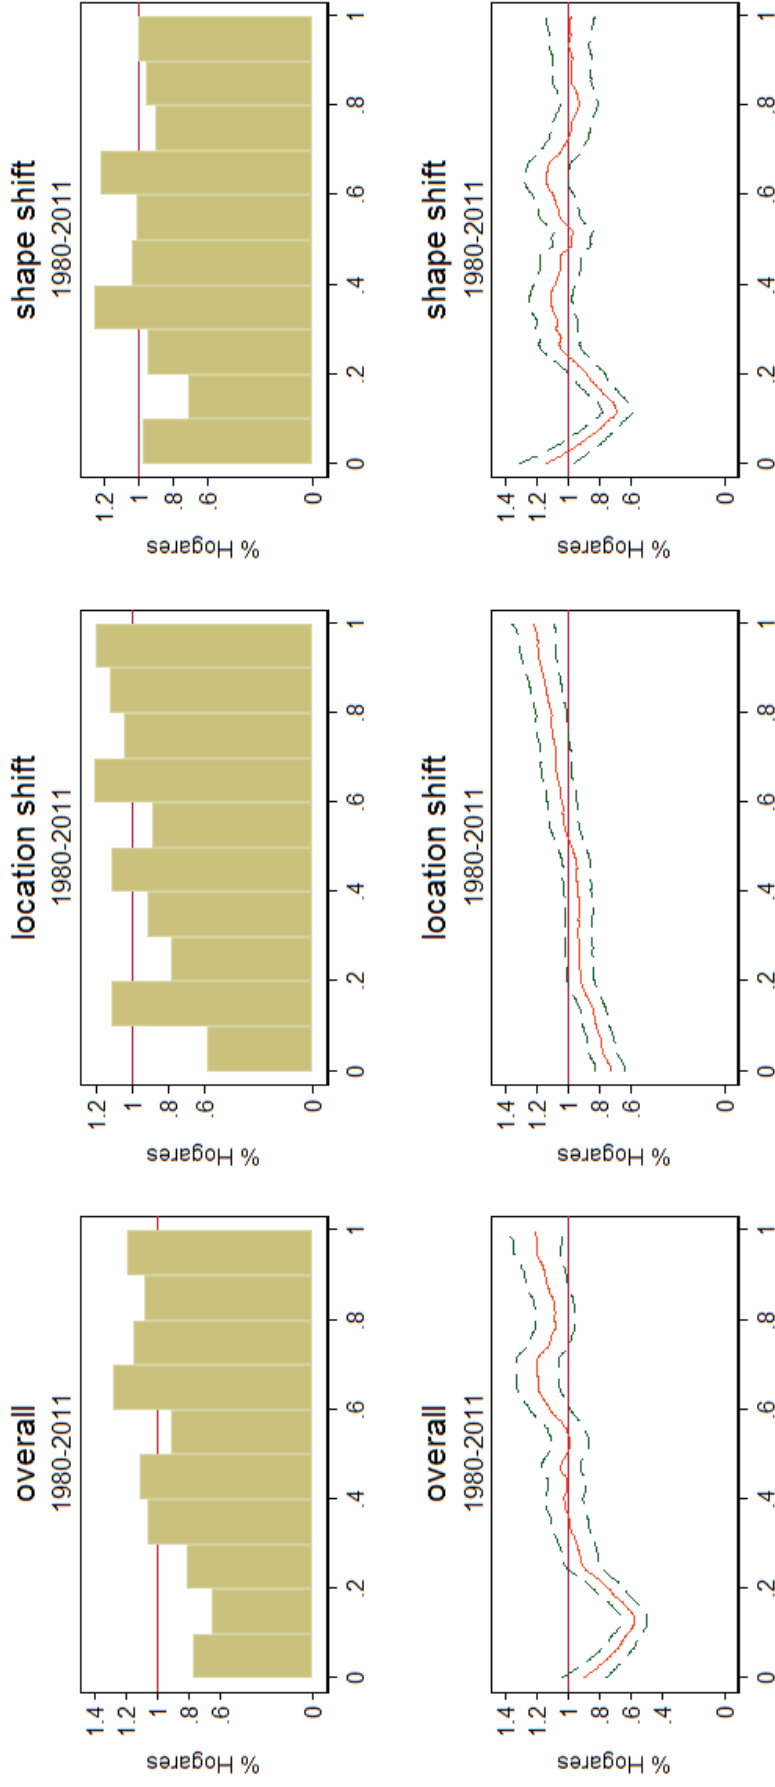 overall
1980-2011
% Hogares
1.4
1.2
1
.8
.6
0
0 .2 .4 .6 .8 1
location shift
1980-2011
% Hogares
1.2
1
.8
.6
0
0 .2 .4 .6 .8 1
shape shift
1980-2011
% Hogares
1.2
1
.8
.6
0
0 .2 .4 .6 .8 1
overall
1980-2011
% Hogares
1.4
1.2
1
.8
.6
.4
0
0 .2 .4 .6 .8 1
location shift
1980-2011
% Hogares
1.4
1.2
1
.8
.6
0
0 .2 .4 .6 .8 1
shape shift
1980-2011
% Hogares
1.4
1.2
1
.8
.6
0
0 .2 .4 .6 .8 1